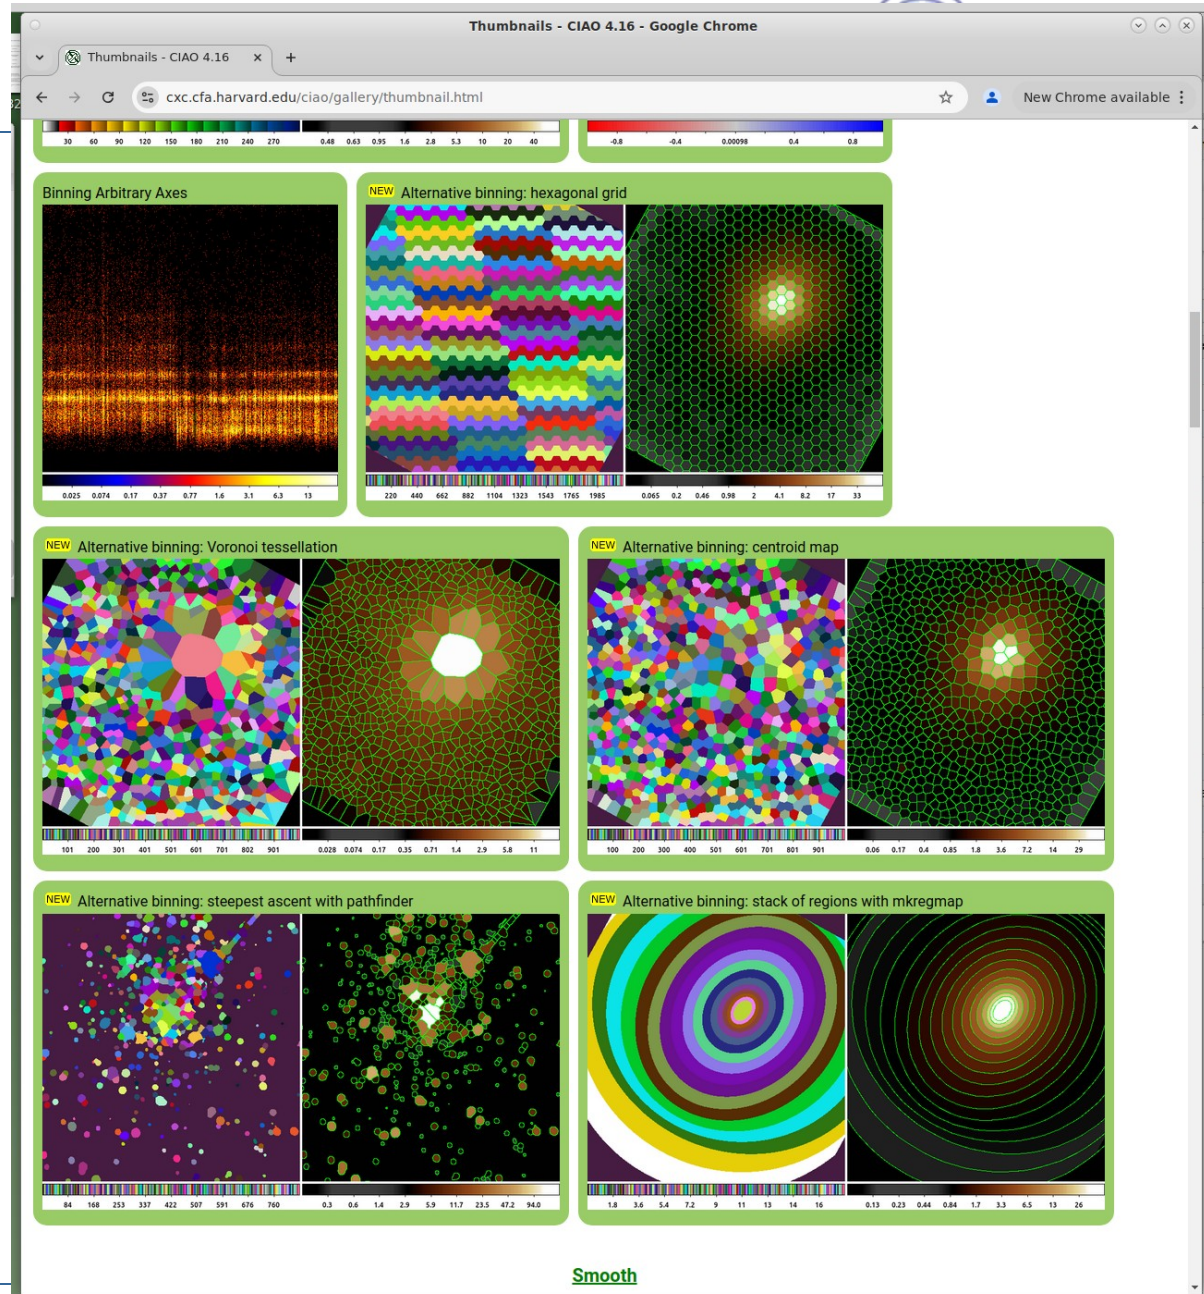 Thumbnails - CIAO 4.16 - Google Chrome
Thumbnails - CIAO 4.16
cxc.cfa.harvard.edu/ciao/gallery/thumbnail.html
New Chrome available
30 60 90 120 150 180 210 240 270
0.48 0.63 0.95 1.6 2.8 5.3 10 20 40
-0.8 -0.4 0.00098 0.4 0.8
Binning Arbitrary Axes
0.025 0.074 0.17 0.37 0.77 1.6 3.1 6.3 13
NEW Alternative binning: hexagonal grid
220 440 662 882 1104 1323 1543 1765 1985
0.065 0.2 0.46 0.98 2 4.1 8.2 17 33
NEW Alternative binning: Voronoi tessellation
101 200 301 401 501 601 701 802 901
0.028 0.074 0.17 0.35 0.71 1.4 2.9 5.8 11
NEW Alternative binning: centroid map
100 200 300 401 501 601 701 801 901
0.06 0.17 0.4 0.85 1.8 3.6 7.2 14 29
NEW Alternative binning: steepest ascent with pathfinder
84 168 253 337 422 507 591 676 760
0.3 0.6 1.4 2.9 5.9 11.7 23.5 47.2 94.0
NEW Alternative binning: stack of regions with mkregmap
1.8 3.6 5.4 7.2 9 11 13 14 16
0.13 0.23 0.44 0.84 1.7 3.3 6.5 13 26
Smooth